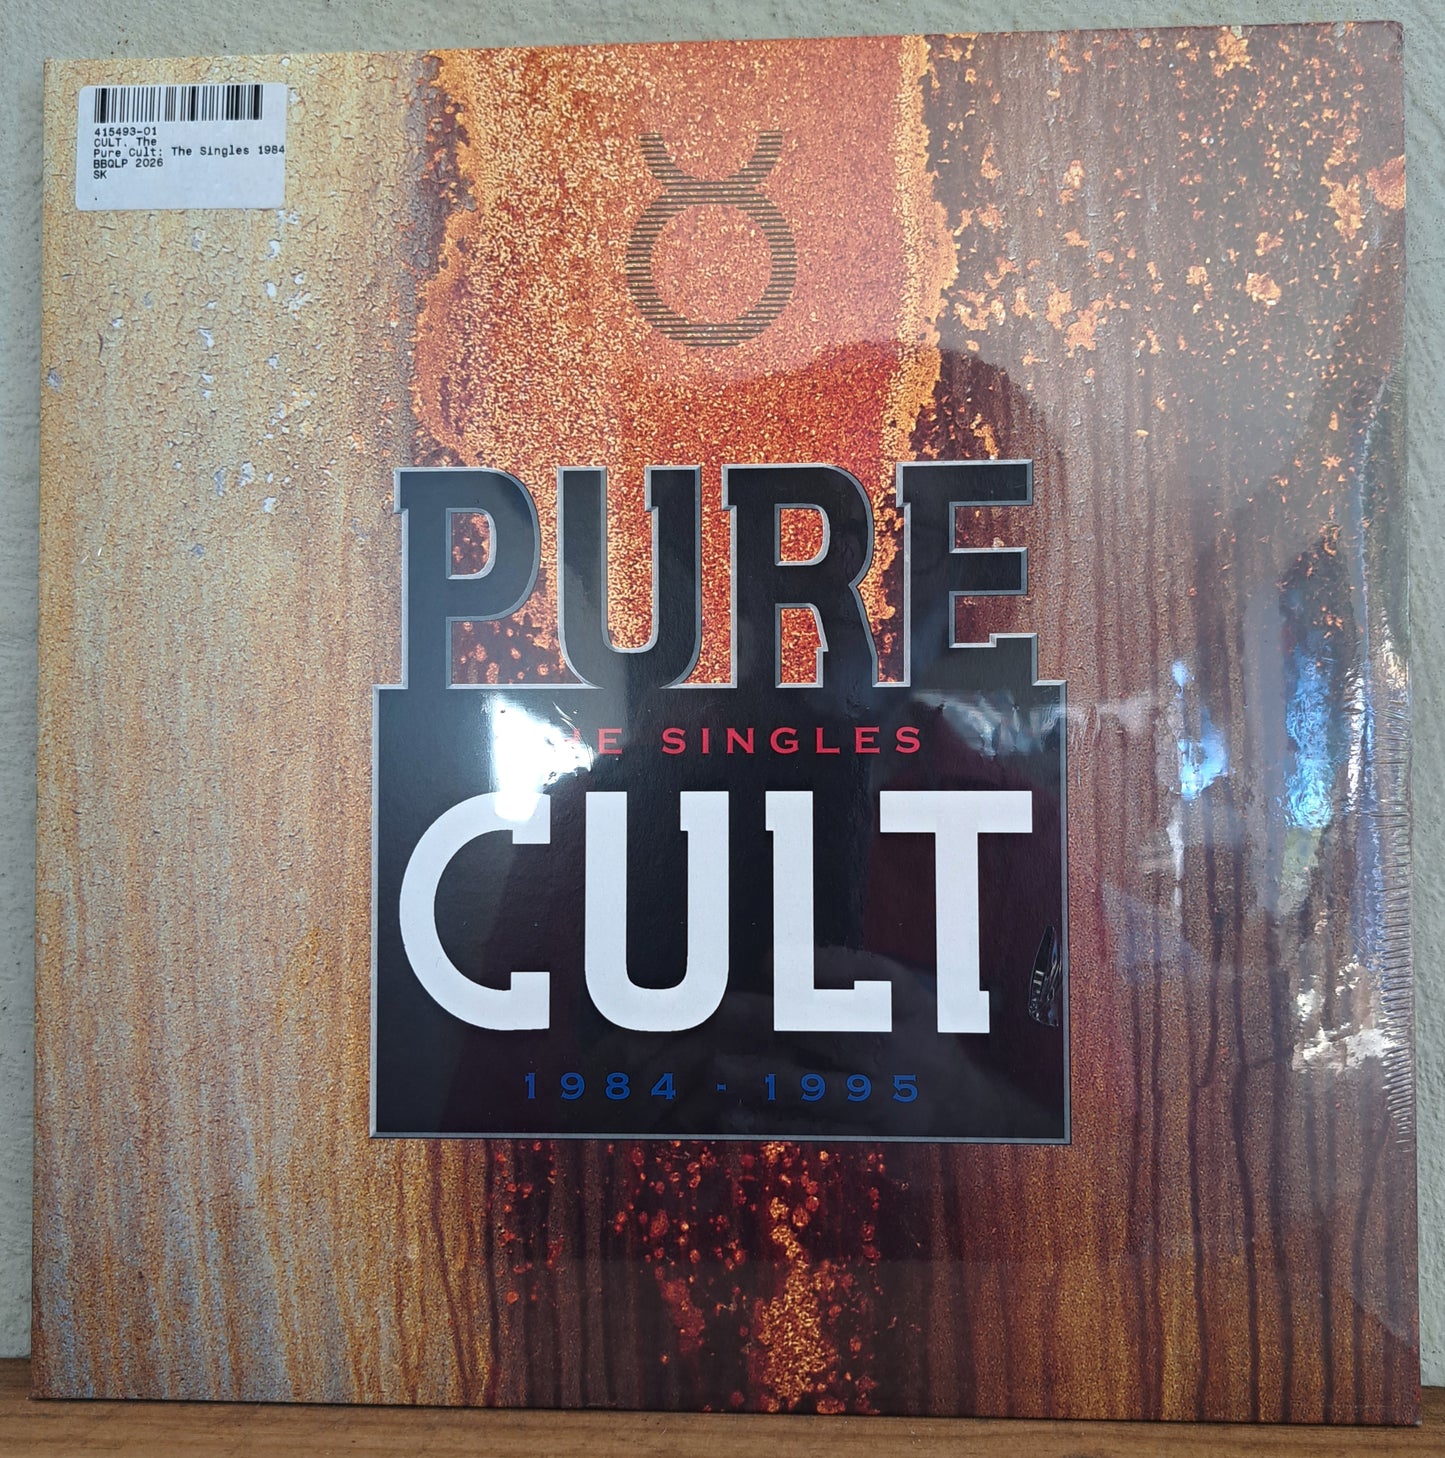 415493-01
CULT, The
Pure Cult: The Singles 1984
BBQLP 2026
SK
PURE
SINGLES
CULT
1984 - 1995